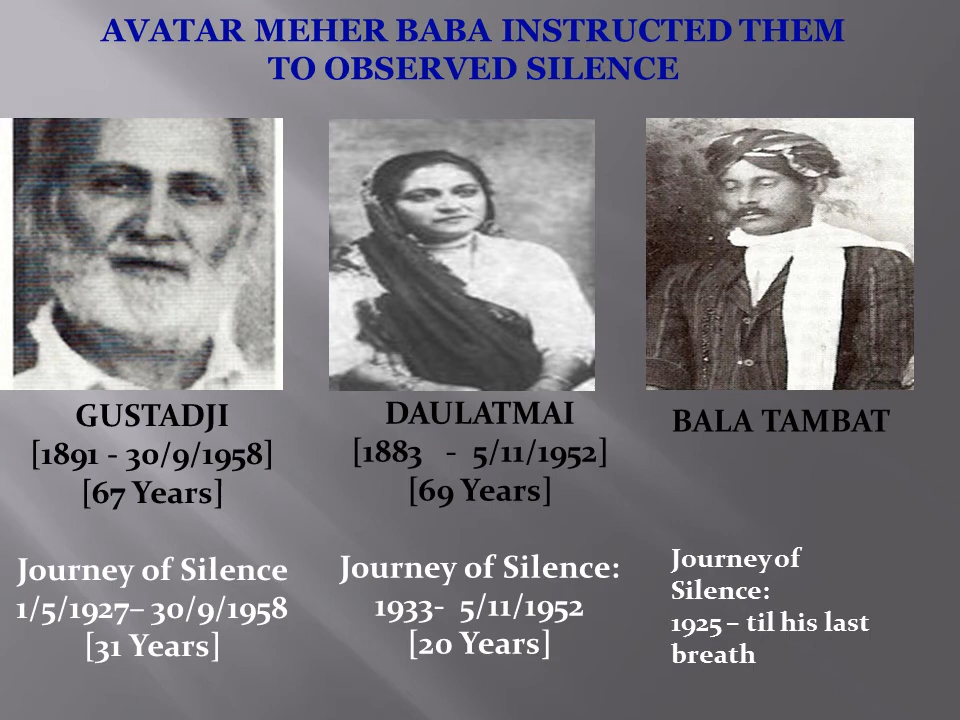 AVATAR MEHER BABA INSTRUCTED THEM
TO OBSERVED SILENCE
GUSTADJI
[1891 - 30/9/1958]
[67 Years]
Journey of Silence
1/5/1927– 30/9/1958
[31 Years]
DAULATMAI
[1883 - 5/11/1952]
[69 Years]
Journey of Silence:
1933- 5/11/1952
[20 Years]
BALA TAMBAT
Journey of
Silence:
1925 – til his last
breath